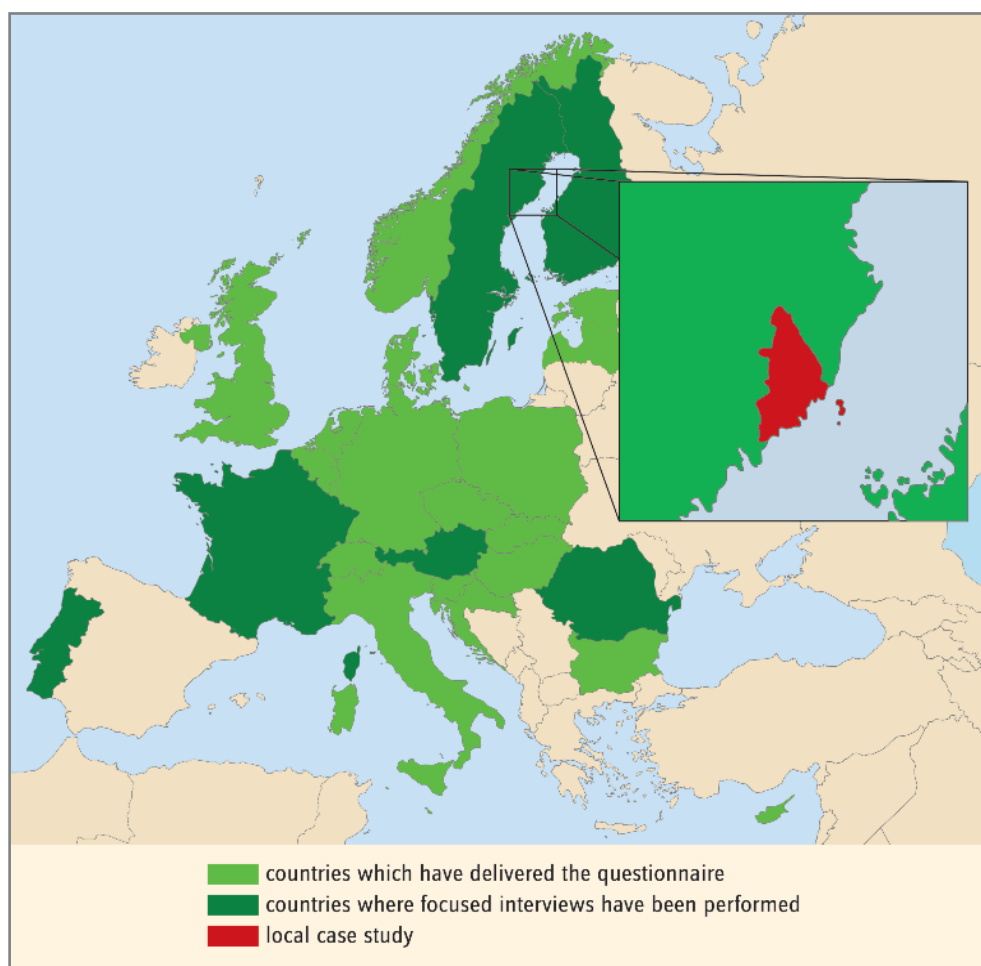 countries which have delivered the questionnaire
countries where focused interviews have been performed
local case study